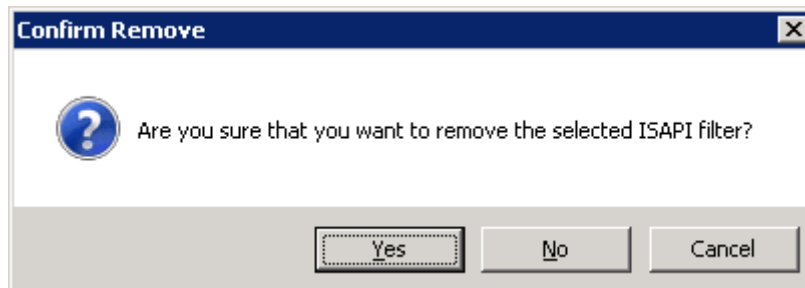 Confirm Remove
Are you sure that you want to remove the selected ISAPI filter?
Yes No Cancel